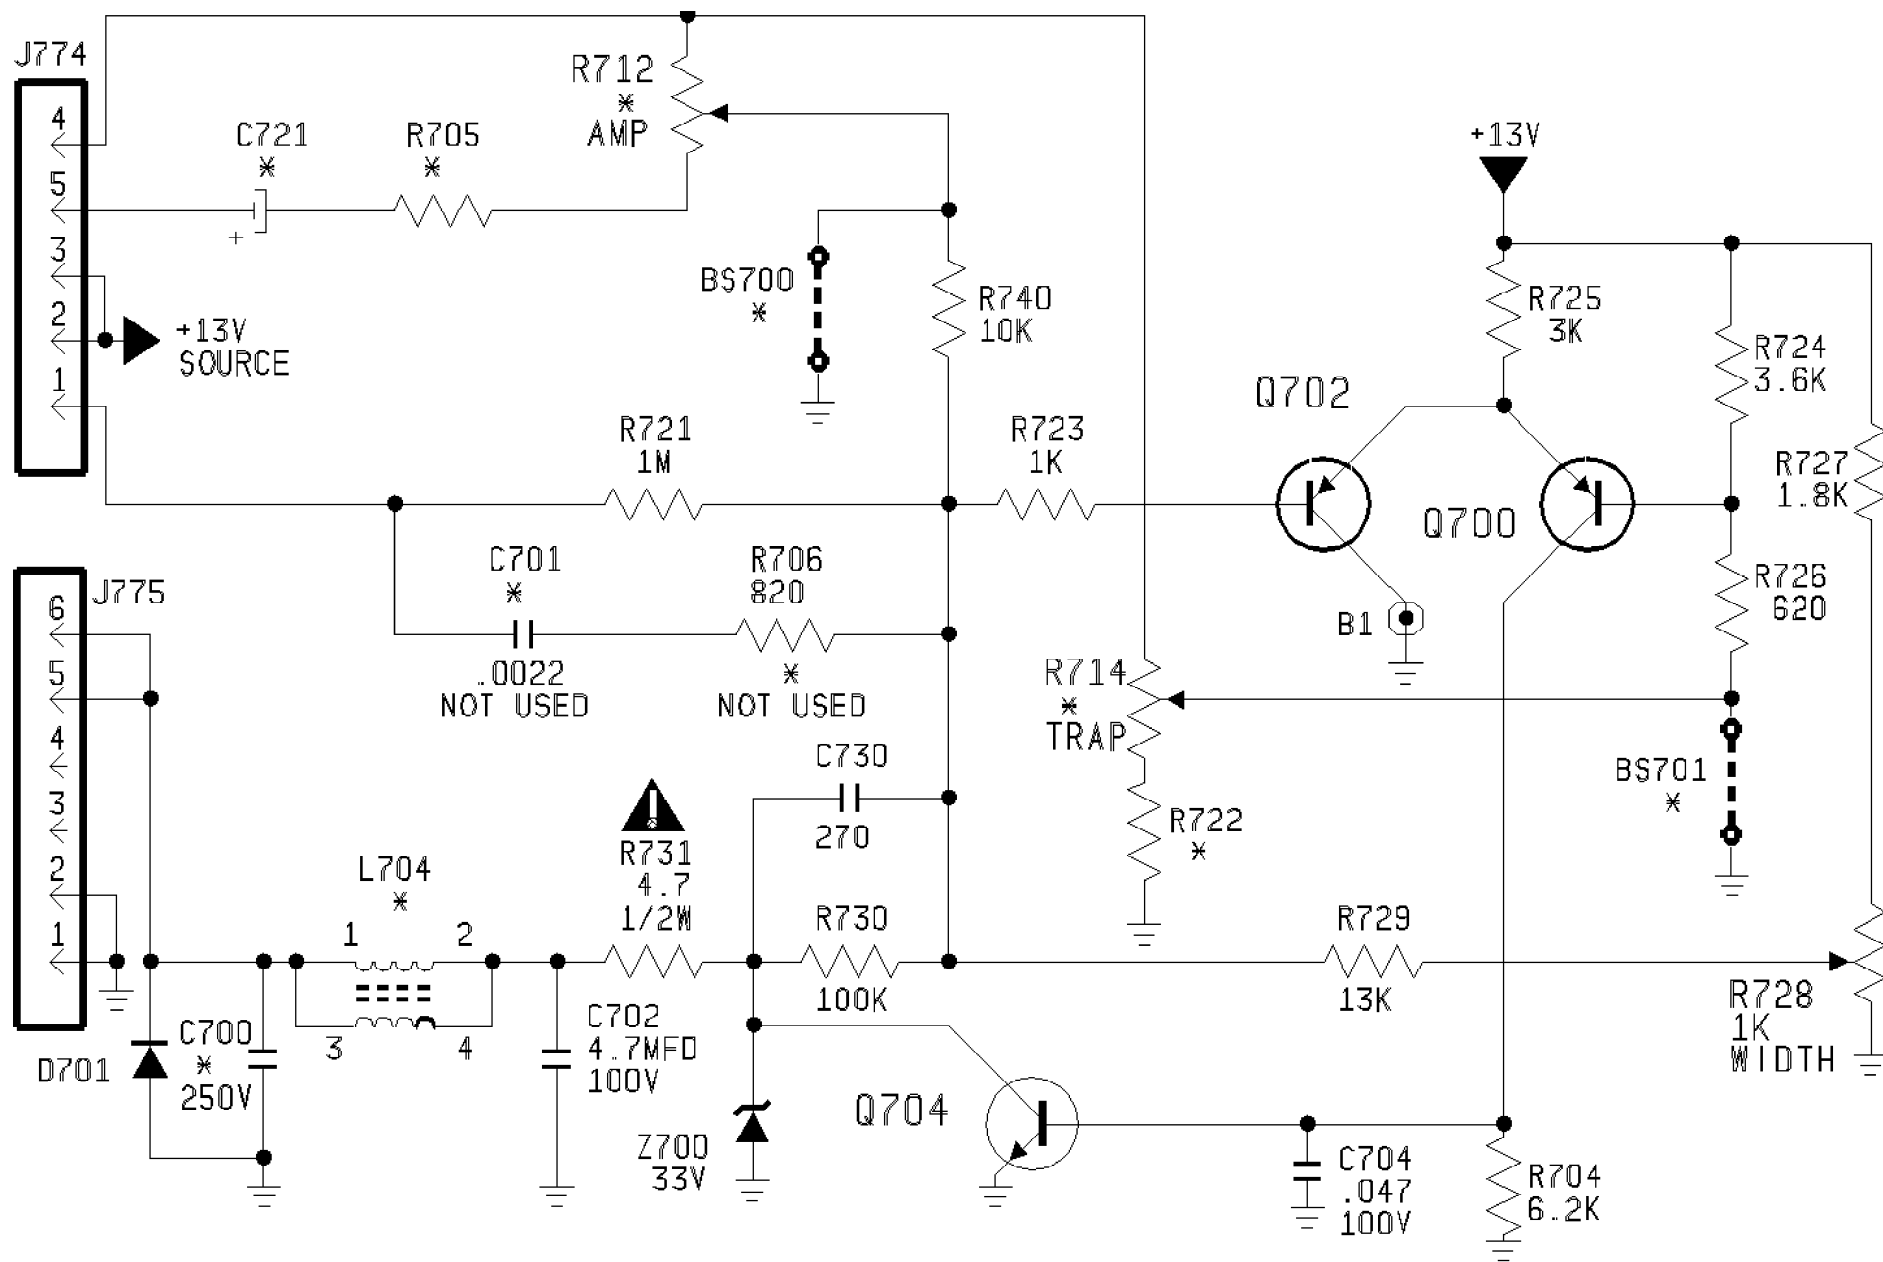 J774
4
5
3
2
1
C721
*
+
R705
*
R712
*
AMP
+13V
SOURCE
BS700
*
R740
10K
+13V
R725
3K
R724
3.6K
Q702
R721
1M
R723
1K
Q700
R727
1.8K
C701
*
.0022
NOT USED
R706
820
*
NOT USED
R726
620
B1
J775
6
5
4
3
2
1
R714
*
TRAP
C730
270
BS701
*
R722
*
R731
4.7
1/2W
L704
*
1
2
3
4
R730
100K
R729
13K
R728
1K
WIDTH
C700
*
250V
D701
C702
4.7MFD
100V
Q704
Z700
33V
C704
.047
100V
R704
6.2K